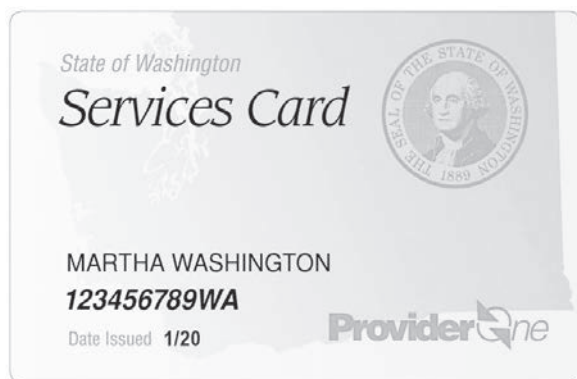 State of Washington
Services Card
THE SEAL OF THE STATE OF WASHINGTON
1889
MARTHA WASHINGTON
123456789WA
Date Issued 1/20
ProviderOne